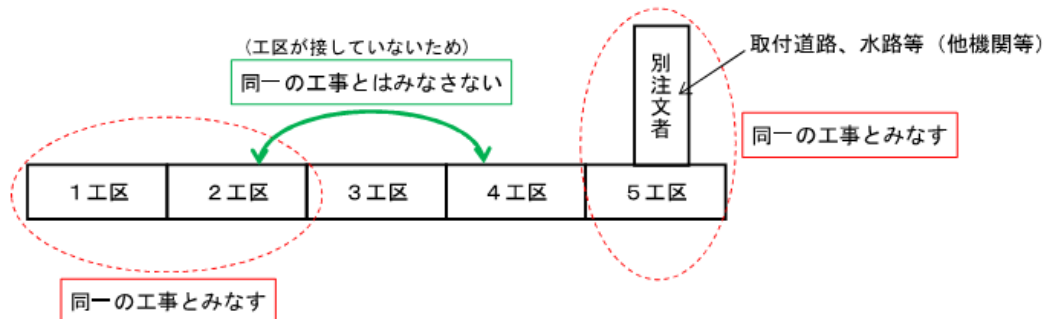 (工区が接していないため)
同一の工事とはみなさない
取付道路、水路等（他機関等）
別注文者
同一の工事とみなす
１工区
２工区
３工区
４工区
５工区
同一の工事とみなす